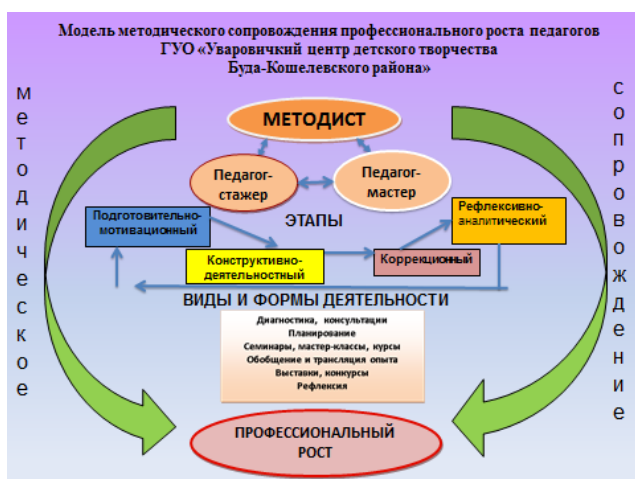 Модель методического сопровождения профессионального роста педагогов
ГУО «Уваровичкий центр детского творчества
Буда-Кошелевского района»
методическое
сопровождение
МЕТОДИСТ
Педагог-
стажер
Педагог-
мастер
ЭТАПЫ
Подготовительно-
мотивационный
Конструктивно-
деятельностный
Коррекционный
Рефлексивно-
аналитический
ВИДЫ И ФОРМЫ ДЕЯТЕЛЬНОСТИ
Диагностика, консультации
Планирование
Семинары, мастер-классы, курсы
Обобщение и трансляция опыта
Выставки, конкурсы
Рефлексия
ПРОФЕССИОНАЛЬНЫЙ
РОСТ